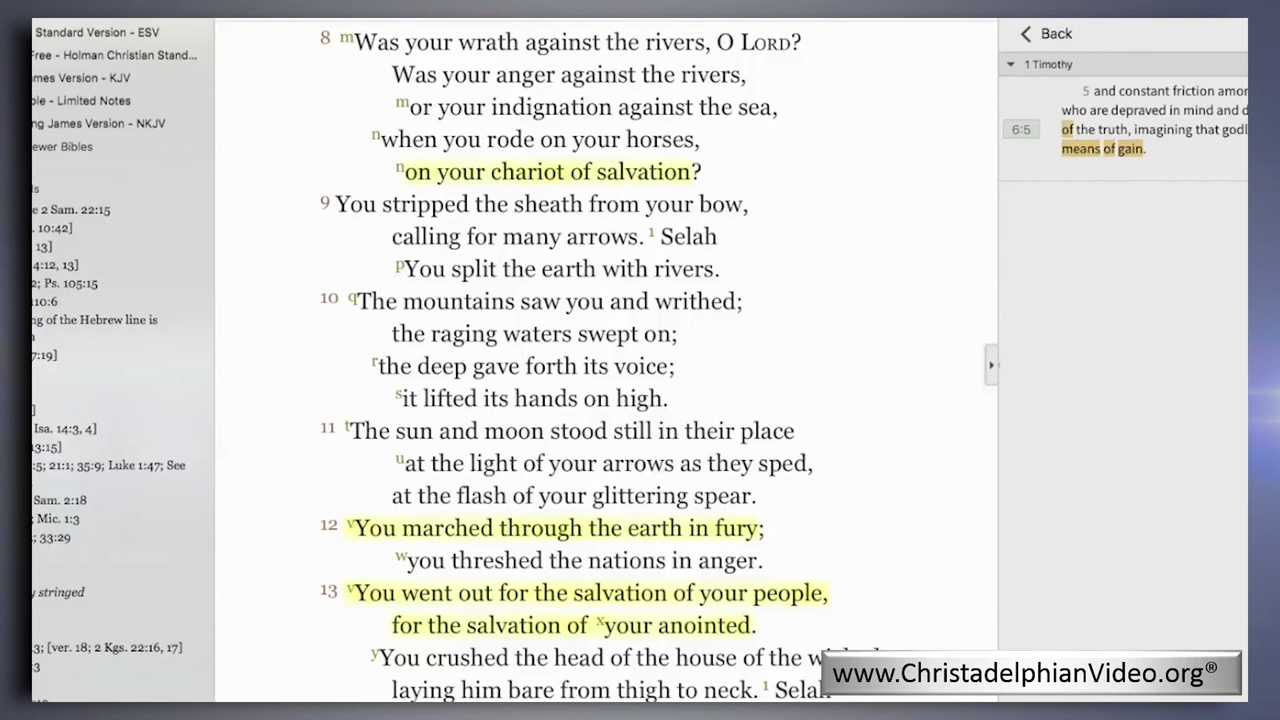 Standard Version - ESV
Free - Holman Christian Stand...
ames Version - KJV
ble - Limited Notes
ng James Version - NKJV
ewer Bibles
ls
e 2 Sam. 22:15
. 10:42]
13]
4:12, 13]
2; Ps. 105:15
110:6
ng of the Hebrew line is
n
7:19]
]
Isa. 14:3, 4]
13:15]
:5; 21:1; 35:9; Luke 1:47; See
Sam. 2:18
; Mic. 1:3
; 33:29
y stringed
3; [ver. 18; 2 Kgs. 22:16, 17]
:3
8 mWas your wrath against the rivers, O LORD?
Was your anger against the rivers,
mor your indignation against the sea,
nwhen you rode on your horses,
non your chariot of salvation?
9 You stripped the sheath from your bow,
calling for many arrows. 1 Selah
pYou split the earth with rivers.
10 qThe mountains saw you and writhed;
the raging waters swept on;
rthe deep gave forth its voice;
sit lifted its hands on high.
11 tThe sun and moon stood still in their place
uat the light of your arrows as they sped,
at the flash of your glittering spear.
12 vYou marched through the earth in fury;
wyou threshed the nations in anger.
13 vYou went out for the salvation of your people,
for the salvation of xyour anointed.
yYou crushed the head of the house of the
laying him bare from thigh to neck. 1 Selah
Back
1 Timothy
5 and constant friction amor
who are depraved in mind and d
6:5 of the truth, imagining that godl
means of gain.
www.ChristadelphianVideo.org®